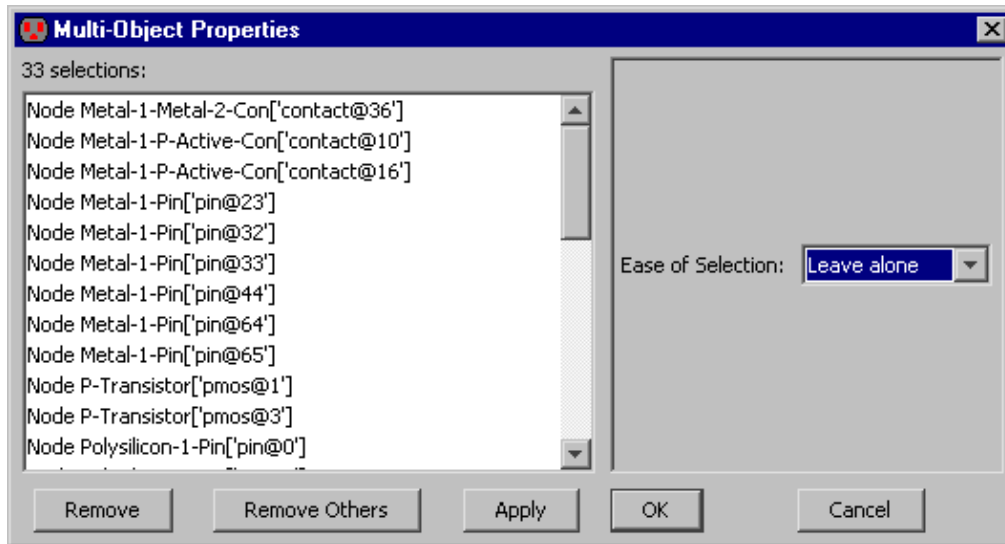 Multi-Object Properties
33 selections:
Node Metal-1-Metal-2-Con['contact@36']
Node Metal-1-P-Active-Con['contact@10']
Node Metal-1-P-Active-Con['contact@16']
Node Metal-1-Pin['pin@23']
Node Metal-1-Pin['pin@32']
Node Metal-1-Pin['pin@33']
Node Metal-1-Pin['pin@44']
Node Metal-1-Pin['pin@64']
Node Metal-1-Pin['pin@65']
Node P-Transistor['pmos@1']
Node P-Transistor['pmos@3']
Node Polysilicon-1-Pin['pin@0']
Ease of Selection: Leave alone
Remove Remove Others Apply OK Cancel